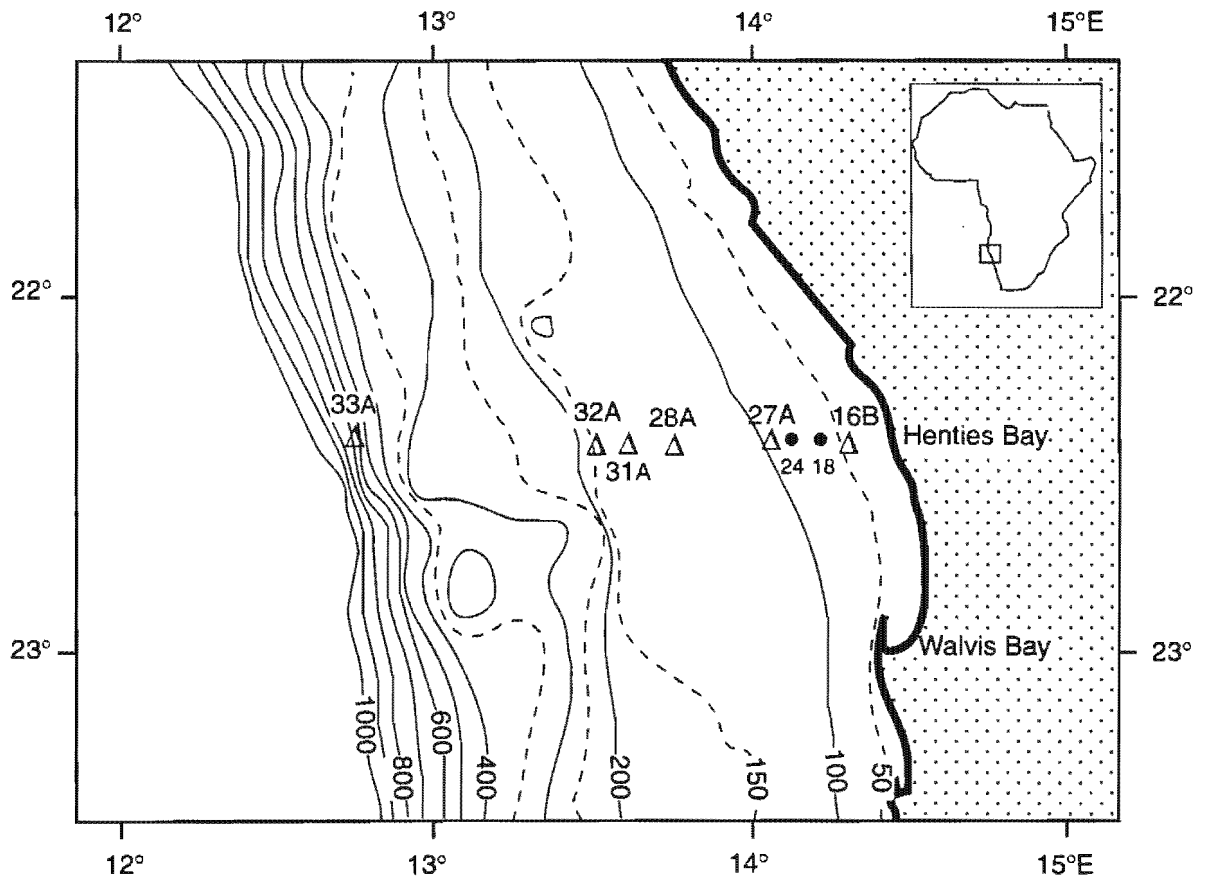 12° 13° 14° 15°E
22° 22°
33A 32A 28A 27A 16B Henties Bay
31A 24 18
23° Walvis Bay 23°
1000 800 600 400 200 150 100 50
12° 13° 14° 15°E